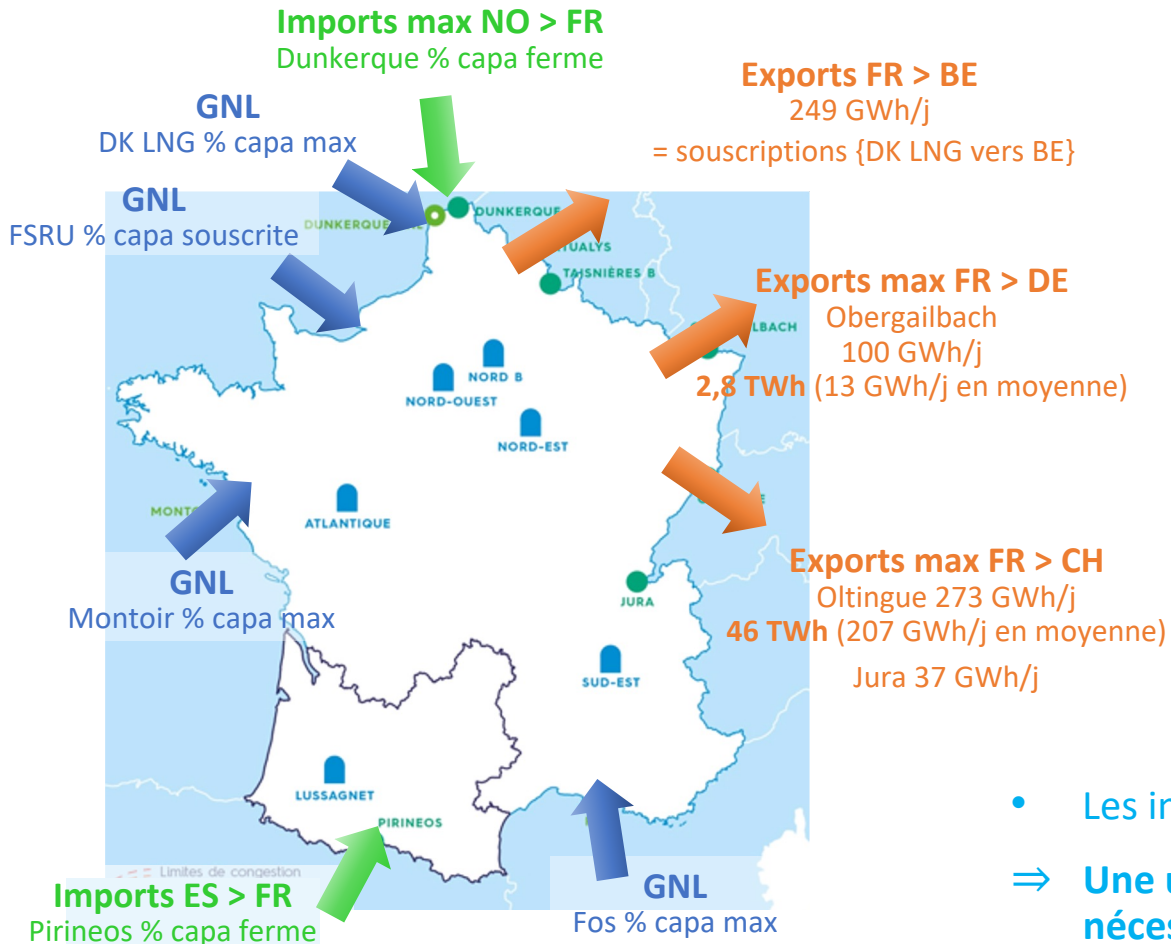 Imports max NO > FR
Dunkerque % capa ferme
Exports FR > BE
249 GWh/j
= souscriptions {DK LNG vers BE}
GNL
DK LNG % capa max
GNL
FSRU % capa souscrite
DUNKERQUE
DUNKERQUE
TAISNIÈRES B
Exports max FR > DE
Obergailbach
100 GWh/j
2,8 TWh (13 GWh/j en moyenne)
NORD B
NORD-OUEST
NORD-EST
ATLANTIQUE
GNL
Montoir % capa max
Exports max FR > CH
Oltingue 273 GWh/j
46 TWh (207 GWh/j en moyenne)
Jura 37 GWh/j
JURA
SUD-EST
LUSSAGNET
PIRINEOS
Limites de congestion
Imports ES > FR
Pirineos % capa ferme
GNL
Fos % capa max
• Les
⇒ Une